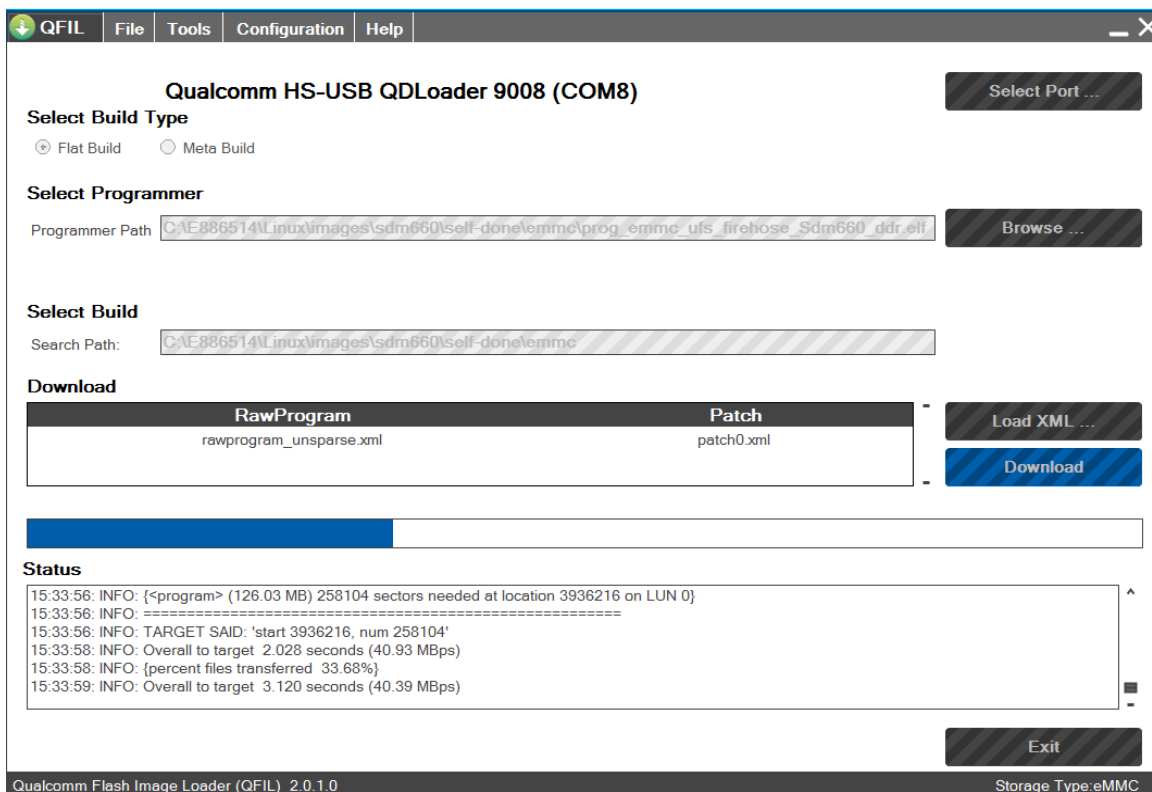 QFIL File Tools Configuration Help
Qualcomm HS-USB QDLoader 9008 (COM8)
Select Port ...
Select Build Type
Flat Build Meta Build
Select Programmer
Programmer Path C:\E886514\Linux\images\sdm660\self-done\emmc\prog_emmc_ufs_firehose_Sdm660_ddr.elf Browse ...
Select Build
Search Path: C:\E886514\Linux\images\sdm660\self-done\emmc
Download
RawProgram Patch
Load XML ...
rawprogram_unsparse.xml patch0.xml
Download
Status
15:33:56: INFO: {<program> (126.03 MB) 258104 sectors needed at location 3936216 on LUN 0}
15:33:56: INFO: =======================================================
15:33:56: INFO: TARGET SAID: 'start 3936216, num 258104'
15:33:58: INFO: Overall to target  2.028 seconds (40.93 MBps)
15:33:58: INFO: {percent files transferred  33.68%}
15:33:59: INFO: Overall to target  3.120 seconds (40.39 MBps)
Exit
Qualcomm Flash Image Loader (QFIL)  2.0.1.0 Storage Type:eMMC